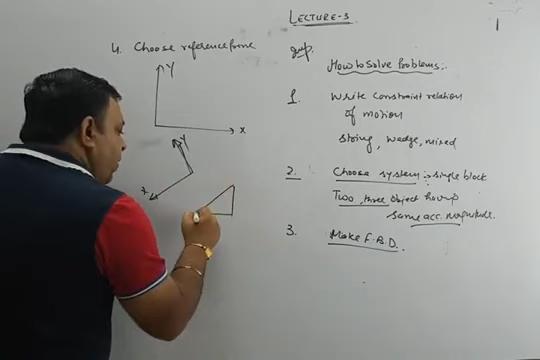 LECTURE-3
1
4. Choose reference frame
Imp.
How to solve Problems:
Y
X
Y
X
1. Write constraint relation
of motion
string, wedge, mixed
2. Choose system : single block
Two, three object having
same acc. magnitude.
3. Make F.B.D.